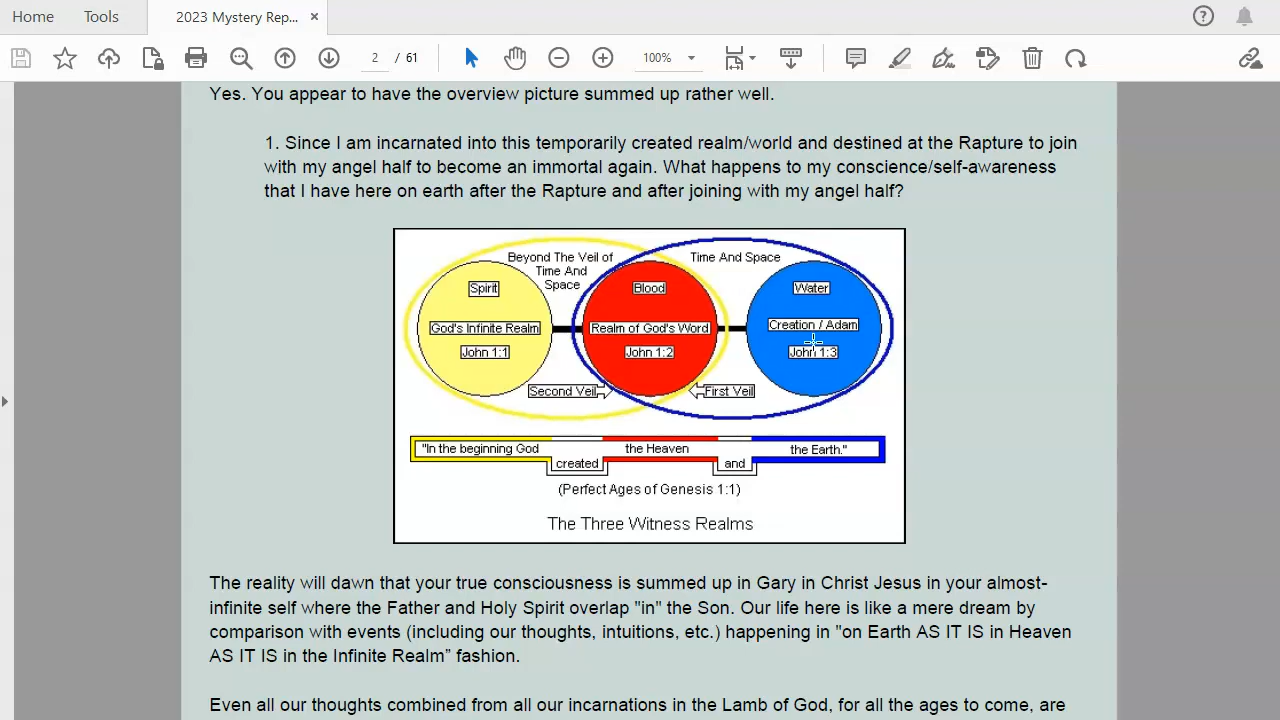 Home
Tools
2023 Mystery Rep... ×
2 / 61
100%
Yes. You appear to have the overview picture summed up rather well.
1. Since I am incarnated into this temporarily created realm/world and destined at the Rapture to join
with my angel half to become an immortal again. What happens to my conscience/self-awareness
that I have here on earth after the Rapture and after joining with my angel half?
Beyond The Veil of
Time And
Space
Time And Space
Spirit
Blood
Water
God's Infinite Realm
Realm of God's Word
Creation / Adam
John 1:1
John 1:2
John 1:3
Second Veil
First Veil
"In the beginning God
created
the Heaven
and
the Earth."
(Perfect Ages of Genesis 1:1)
The Three Witness Realms
The reality will dawn that your true consciousness is summed up in Gary in Christ Jesus in your almost-
infinite self where the Father and Holy Spirit overlap "in" the Son. Our life here is like a mere dream by
comparison with events (including our thoughts, intuitions, etc.) happening in "on Earth AS IT IS in Heaven
AS IT IS in the Infinite Realm" fashion.
Even all our thoughts combined from all our incarnations in the Lamb of God, for all the ages to come, are